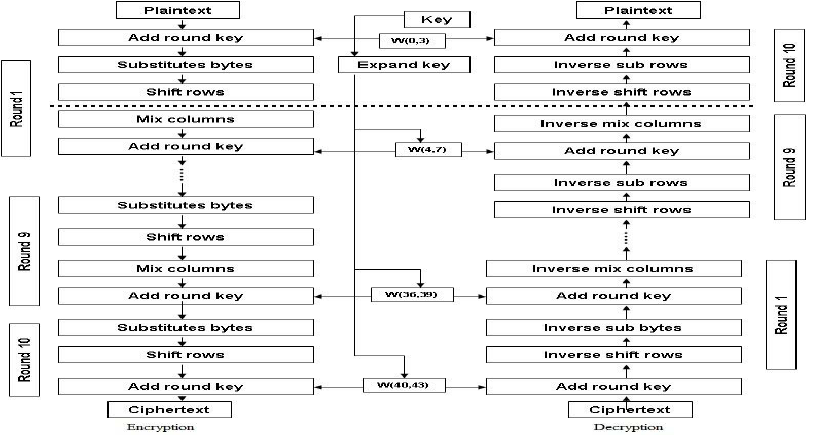 Plaintext
Add round key
Substitutes bytes
Shift rows
Mix columns
Add round key
Substitutes bytes
Shift rows
Mix columns
Add round key
Substitutes bytes
Shift rows
Add round key
Ciphertext
Encryption
Round 1
Round 9
Round 10
Key
W(0,3)
Expand key
W(4,7)
W(36,39)
W(40,43)
Plaintext
Add round key
Inverse sub rows
Inverse shift rows
Inverse mix columns
Add round key
Inverse sub rows
Inverse shift rows
Inverse mix columns
Add round key
Inverse sub bytes
Inverse shift rows
Add round key
Ciphertext
Decryption
Round 10
Round 9
Round 1